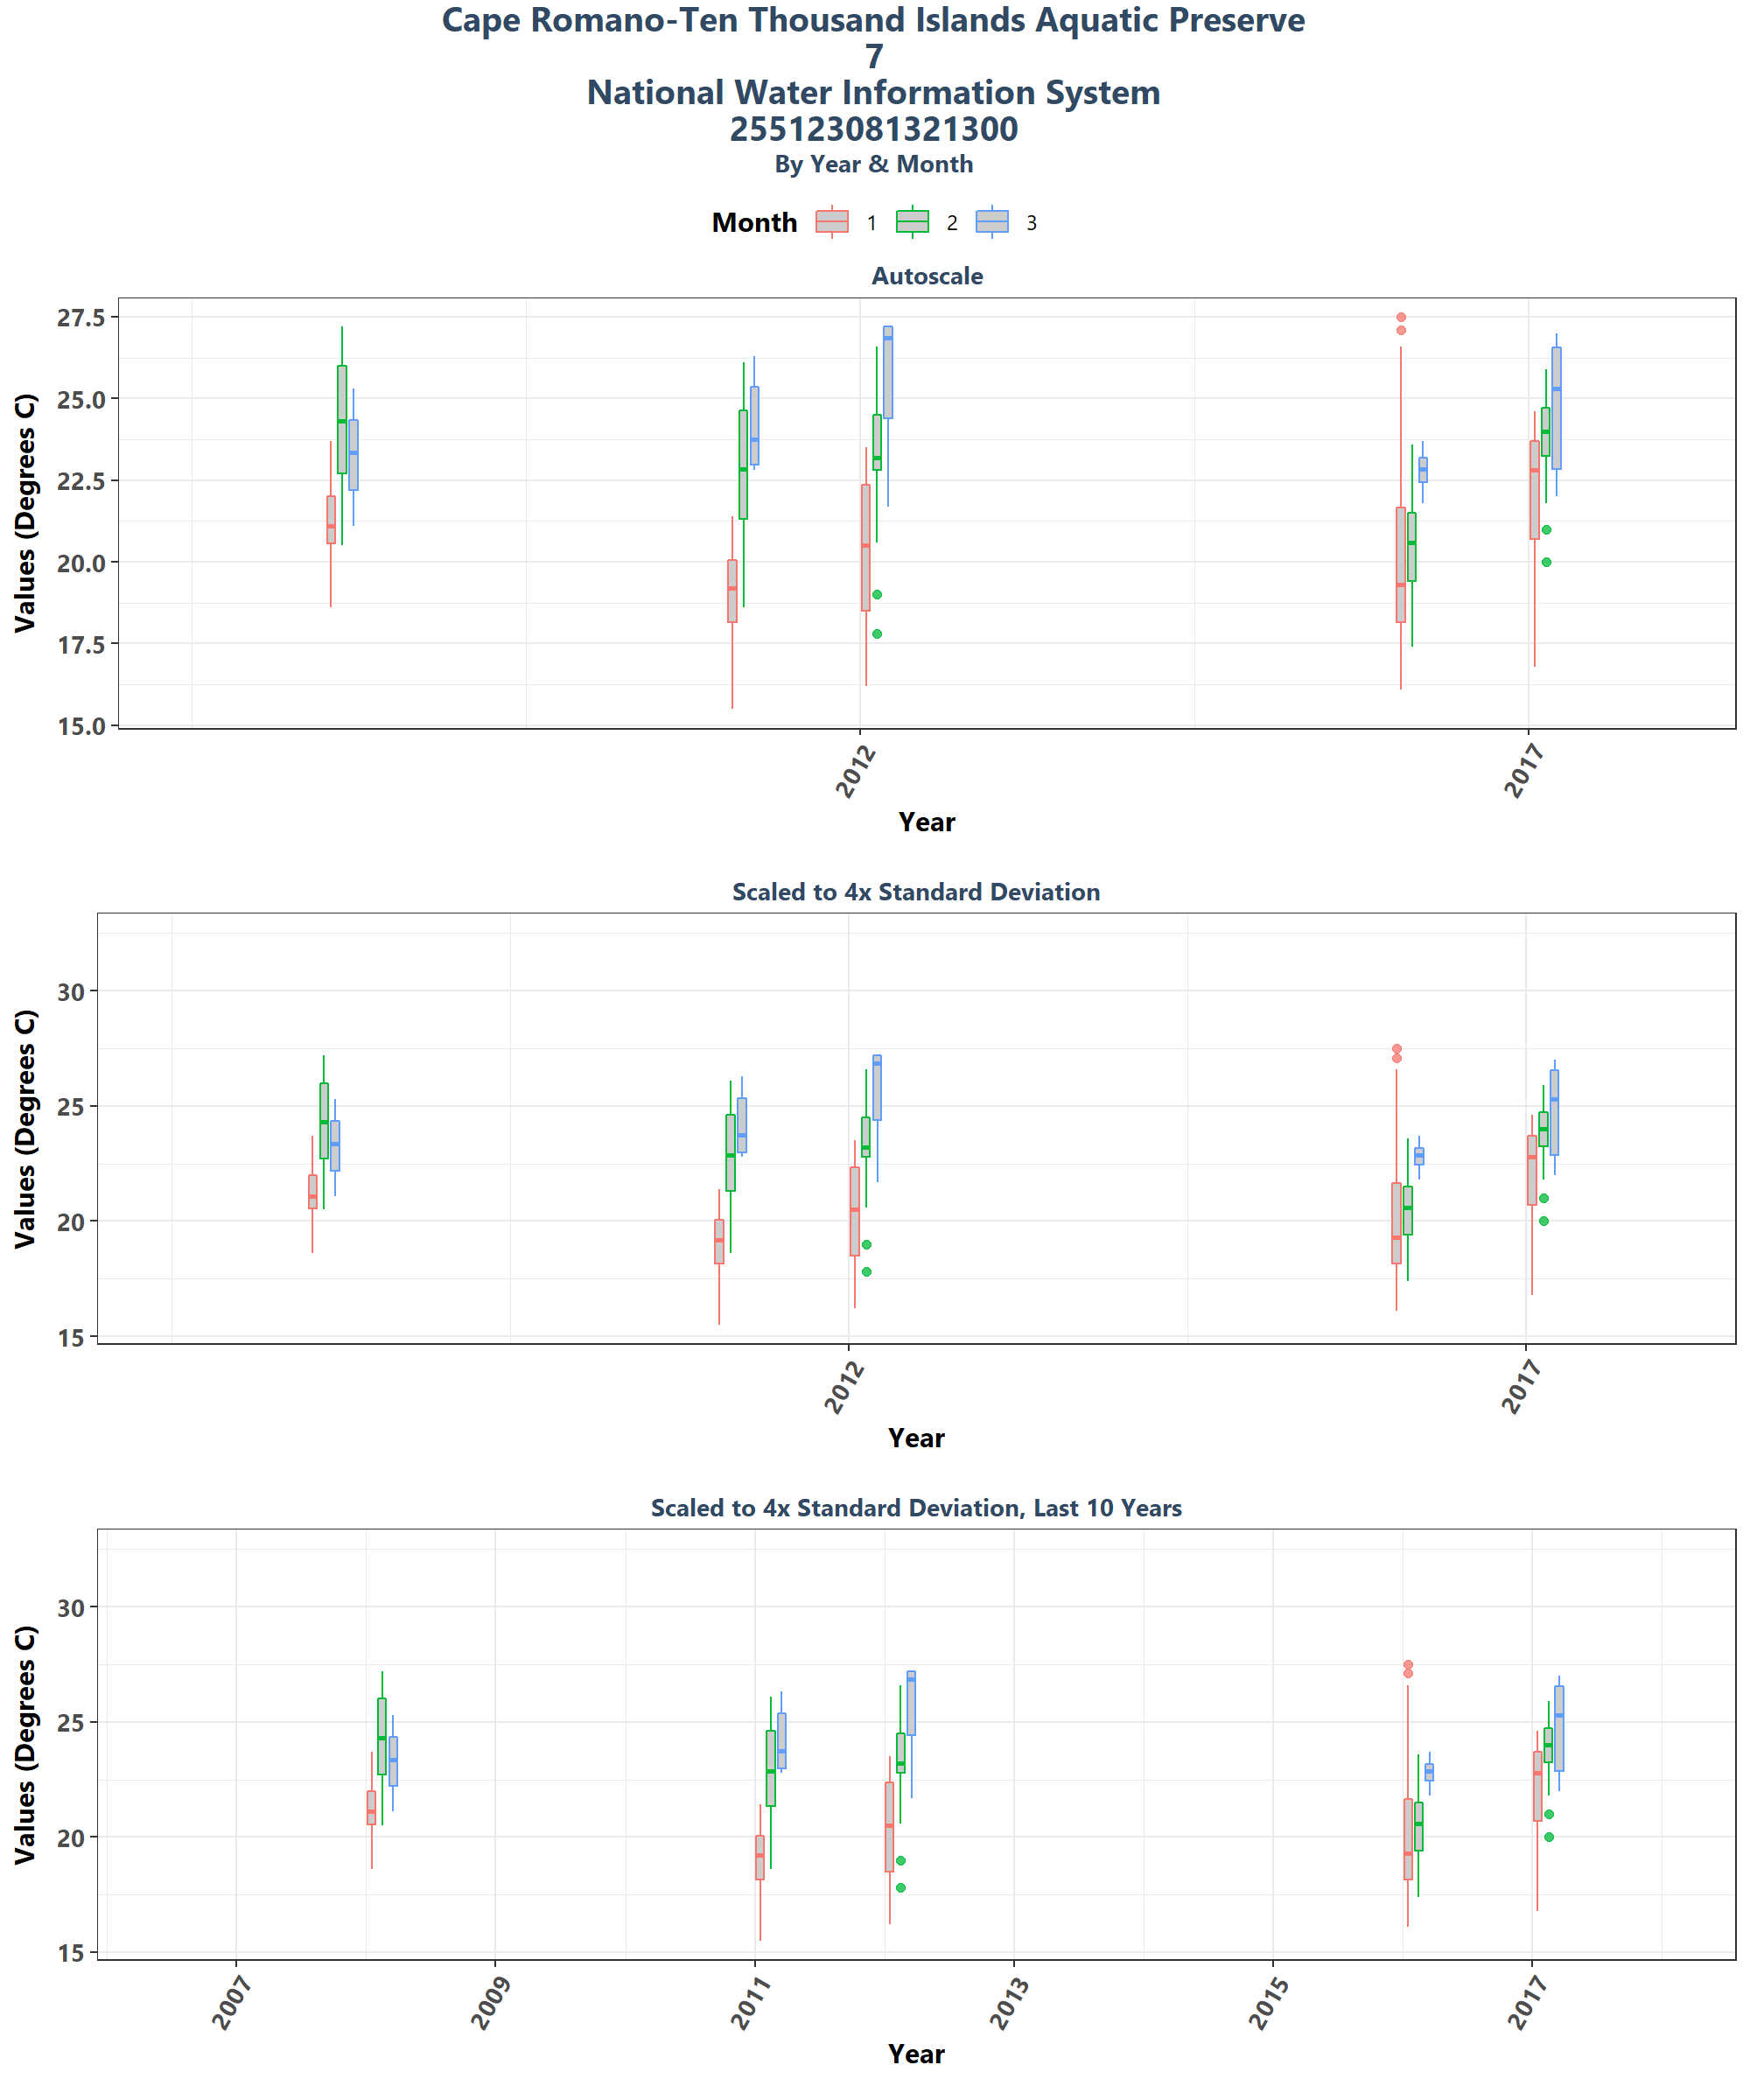 Cape Romano-Ten Thousand Islands Aquatic Preserve
7
National Water Information System
255123081321300
By Year & Month
Month 1 2 3
Autoscale
Values (Degrees C)
27.5
25.0
22.5
20.0
17.5
15.0
2012 2017
Year
Scaled to 4x Standard Deviation
Values (Degrees C)
30
25
20
15
2012 2017
Year
Scaled to 4x Standard Deviation, Last 10 Years
Values (Degrees C)
30
25
20
15
2007 2009 2011 2013 2015 2017
Year